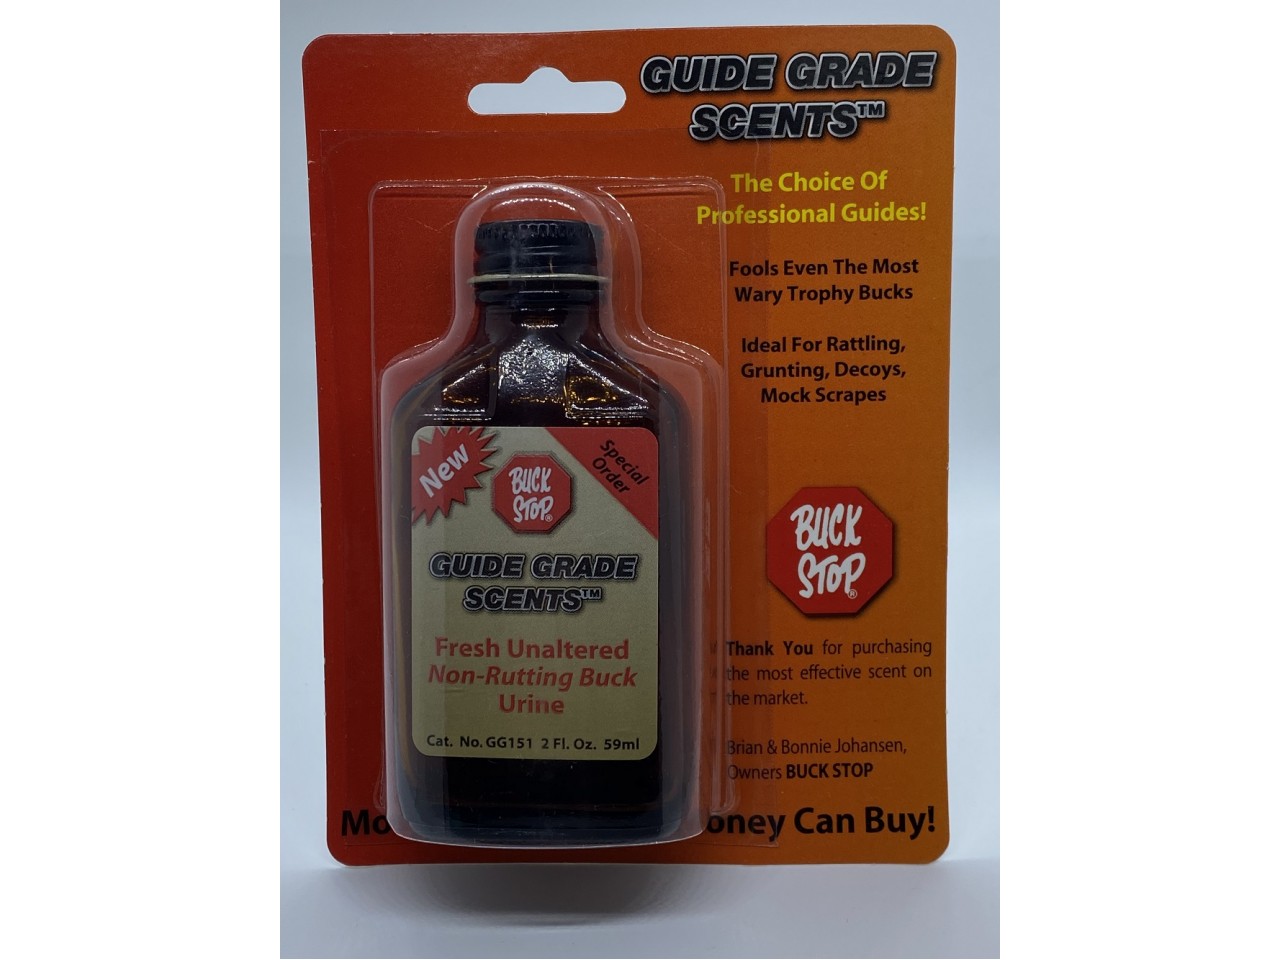 GUIDE GRADE
SCENTS™
The Choice Of
Professional Guides!
Fools Even The Most
Wary Trophy Bucks
Ideal For Rattling,
Grunting, Decoys,
Mock Scrapes
BUCK
STOP®
Thank You for purchasing
the most effective scent on
the market.
Brian & Bonnie Johansen,
Owners BUCK STOP
Can Buy!
New
BUCK
STOP®
Special
Order
GUIDE GRADE
SCENTS™
Fresh Unaltered
Non-Rutting Buck
Urine
Cat. No. GG151 2 Fl. Oz. 59ml